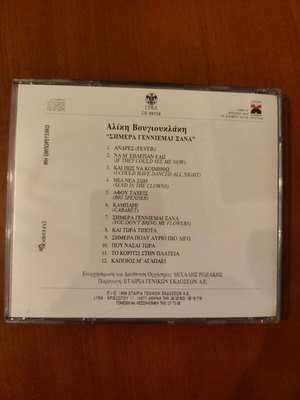 LYRA
CD 99038
Αλίκη Βουγιουκλάκη
"ΣΗΜΕΡΑ ΓΕΝΝΙΕΜΑΙ ΞΑΝΑ"
1. ΑΝΔΡΕΣ (FEVER)
2. ΝΑ Μ' ΕΒΛΕΠΑΝ ΕΔΩ
(IF THEY COULD SEE ME NOW)
3. ΚΑΙ ΠΩΣ ΝΑ ΚΟΙΜΗΘΩ
(I COULD HAVE DANCED ALL NIGHT)
4. ΜΙΑ ΝΕΑ ΖΩΗ
(SEND IN THE CLOWNS)
5. ΑΦΟΥ ΤΑΧΕΙΣ
(BIG SPENDER)
6. ΚΑΜΠΑΡΕ
(CABARET)
7. ΣΗΜΕΡΑ ΓΕΝΝΙΕΜΑΙ ΞΑΝΑ
(YOU DON'T BRING ME FLOWERS)
8. ΚΑΙ ΤΩΡΑ ΤΙΠΟΤΑ
9. ΣΗΜΕΡΑ ΠΟΛΥ ΑΥΡΙΟ ΠΙΟ ΛΙΓΟ
10. ΠΟΥ ΝΑΣΑΙ ΤΩΡΑ
11. ΤΟ ΚΟΡΙΤΣΙ ΣΤΗΝ ΠΛΑΤΕΙΑ
12. ΚΑΠΟΙΟΣ Μ' ΑΓΑΠΑΕΙ
Ενορχήστρωση και Διεύθυνση Ορχήστρας: ΜΙΧΑΛΗΣ ΡΟΖΑΚΗΣ
Παραγωγή: ΕΤΑΙΡΙΑ ΓΕΝΙΚΩΝ ΕΚΔΟΣΕΩΝ Α.Ε.